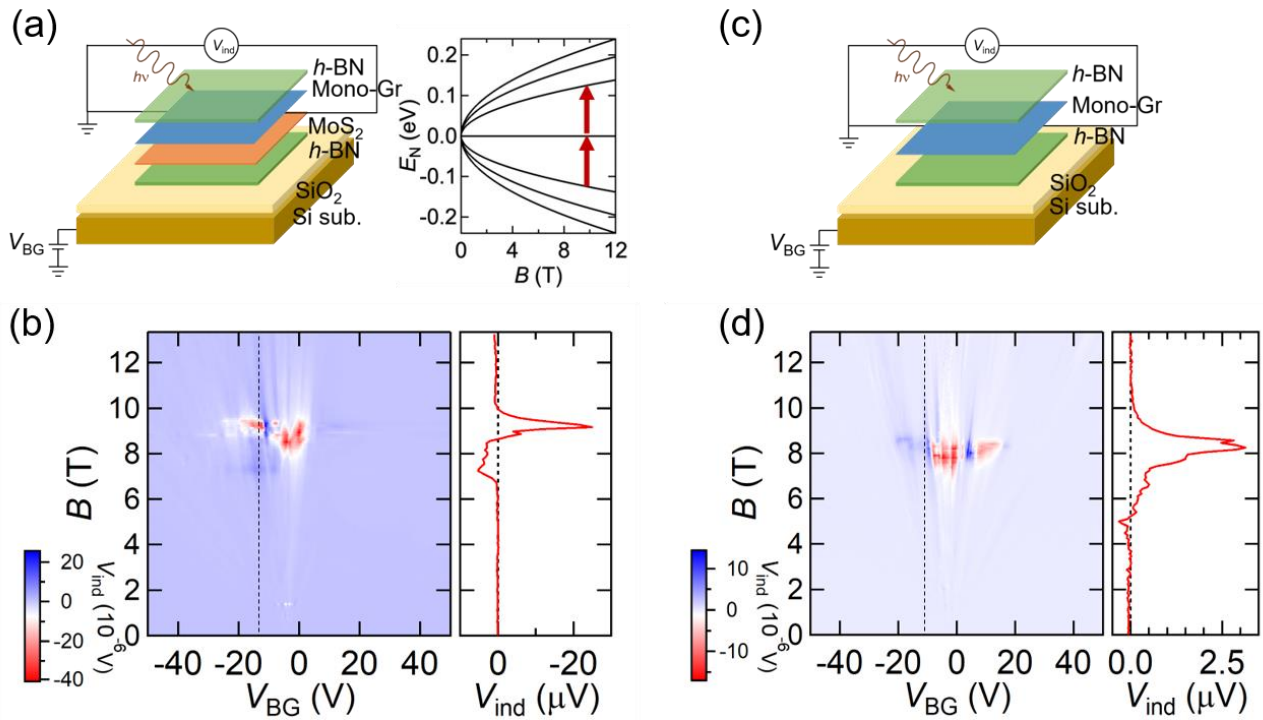 (a)
V_ind
hν
h-BN
Mono-Gr
MoS₂
h-BN
SiO₂
Si sub.
V_BG
E_N (eV)
0.2
0.1
0.0
-0.1
-0.2
0 4 8 12
B (T)
(c)
V_ind
hν
h-BN
Mono-Gr
h-BN
SiO₂
Si sub.
V_BG
(b)
B (T)
12
10
8
6
4
2
0
-40 -20 0 20 40
V_BG (V)
20
0
-20
-40
V_ind (10⁻⁶ V)
0 -20
V_ind (μV)
(d)
B (T)
12
10
8
6
4
2
0
-40 -20 0 20 40
V_BG (V)
10
0
-10
V_ind (10⁻⁶ V)
0.0 2.5
V_ind (μV)